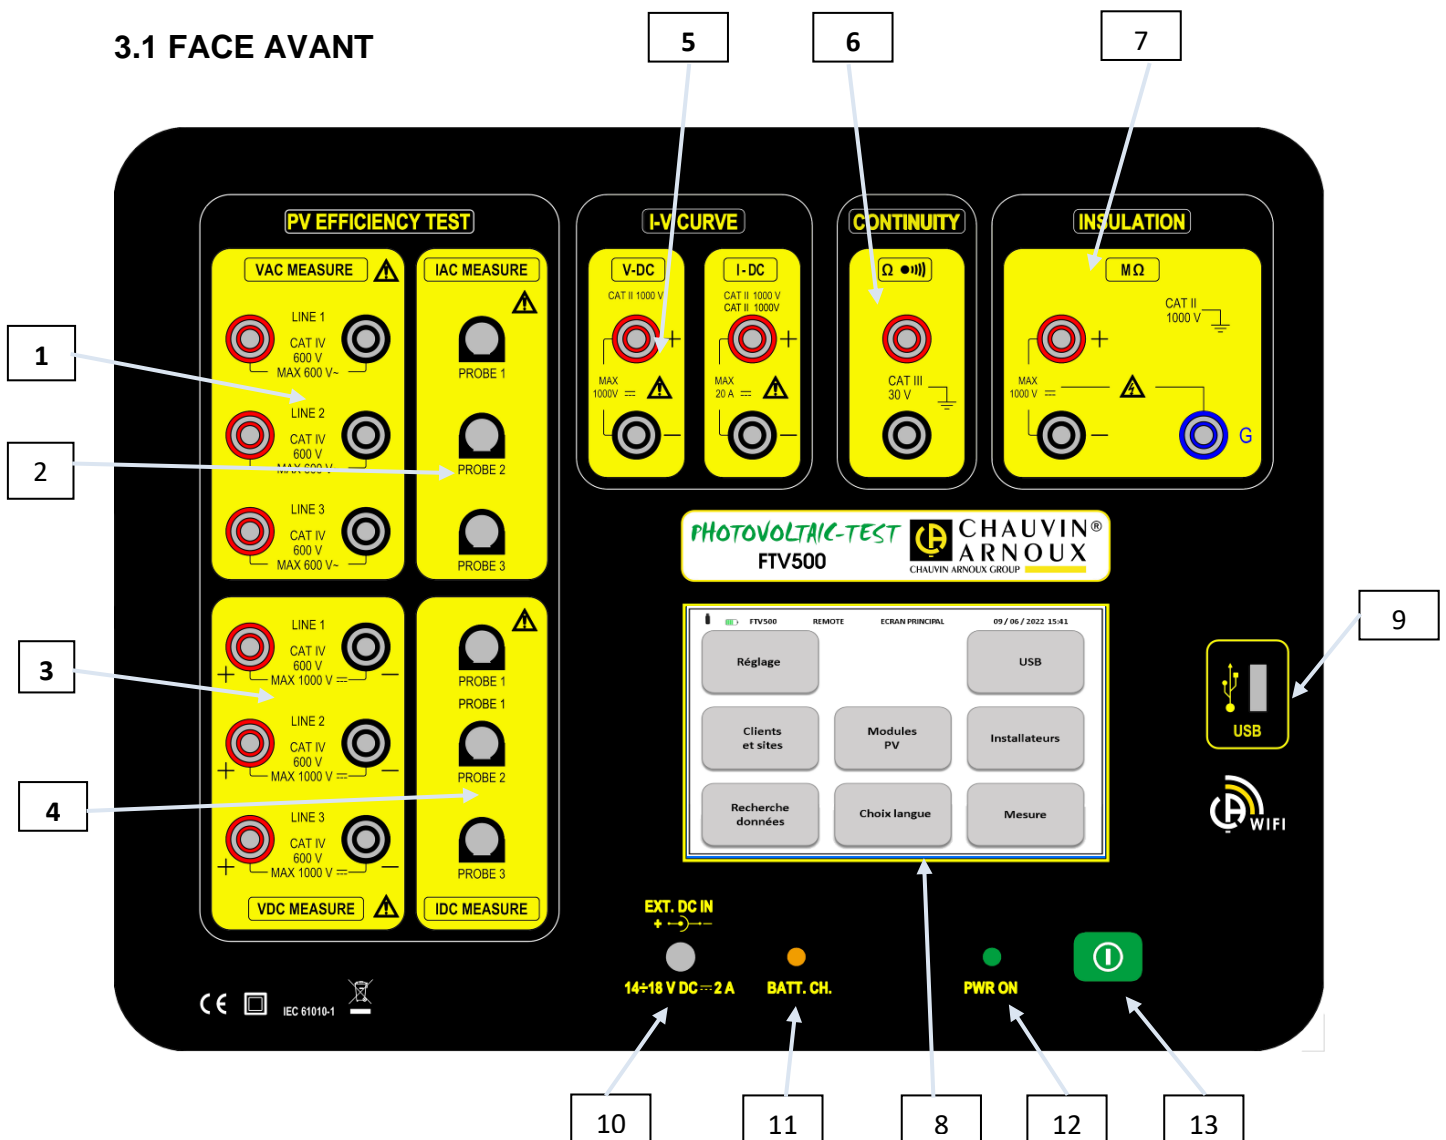 3.1 FACE AVANT
5
6
7
PV EFFICIENCY TEST
I-V CURVE
CONTINUITY
INSULATION
VAC MEASURE
IAC MEASURE
V-DC
I - DC
Ω
M Ω
CAT II 1000 V
CAT II 1000 V
CAT II 1000V
CAT II
1000 V
LINE 1
CAT IV
600 V
MAX 600 V~
PROBE 1
+
+
+
MAX
1000V
MAX
20 A
CAT III
30 V
MAX
1000 V
1
LINE 2
CAT IV
600 V
MAX 600 V~
PROBE 2
−
−
−
G
2
LINE 3
CAT IV
600 V
MAX 600 V~
PROBE 3
PHOTOVOLTAIC-TEST
FTV500
CHAUVIN®
ARNOUX
CHAUVIN ARNOUX GROUP
LINE 1
CAT IV
600 V
+ MAX 1000 V −
PROBE 1
PROBE 1
3
LINE 2
CAT IV
600 V
+ MAX 1000 V −
PROBE 2
4
LINE 3
CAT IV
600 V
+ MAX 1000 V −
PROBE 3
VDC MEASURE
IDC MEASURE
FTV500 REMOTE ECRAN PRINCIPAL 09 / 06 / 2022 15:41
Réglage
USB
Clients
et sites
Modules
PV
Installateurs
Recherche
données
Choix langue
Mesure
9
USB
WIFI
EXT. DC IN
+ −
14÷18 V DC 2 A
BATT. CH.
PWR ON
CE
IEC 61010-1
10
11
8
12
13